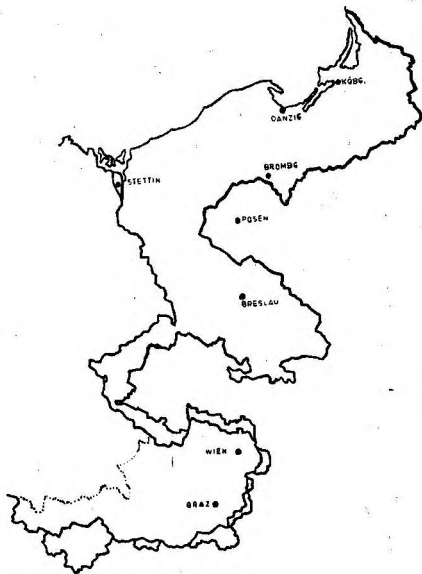 KÖBG.
DANZIG
BROMBG
STETTIN
POSEN
BRESLAU
WIEN
GRAZ